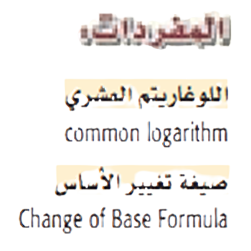 المفردات:
اللوغاريتم العشري
common logarithm
صيغة تغيير الأساس
Change of Base Formula